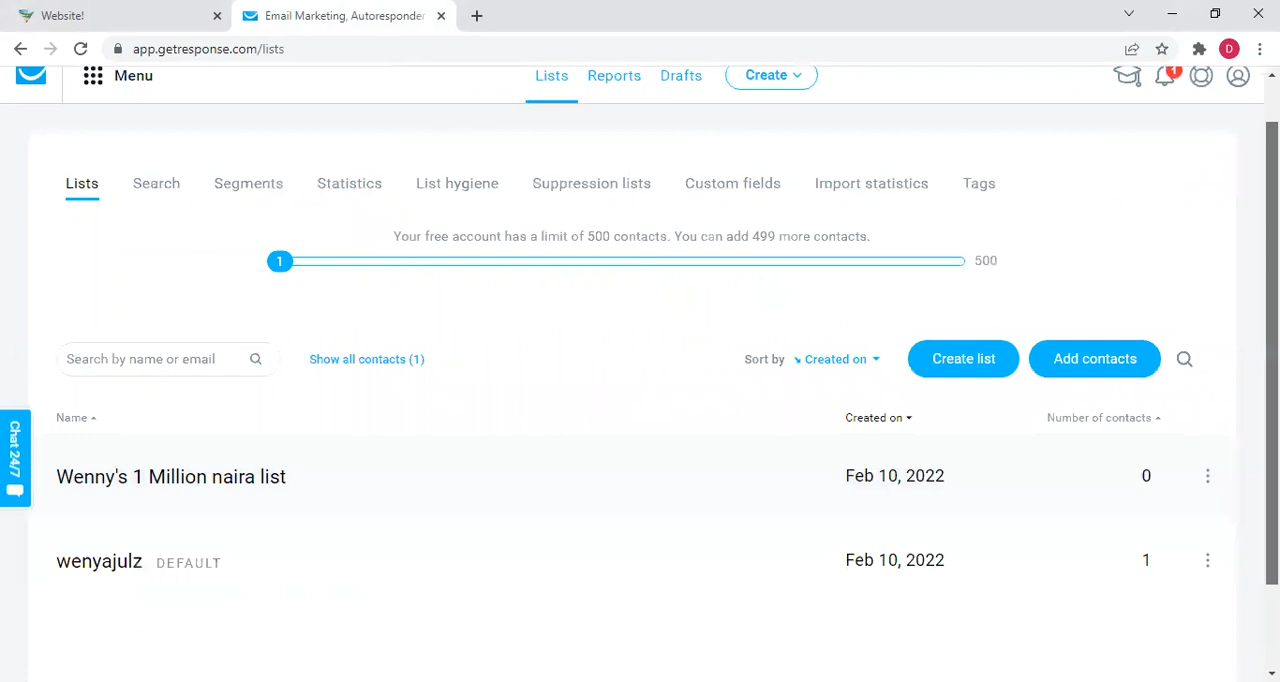 Website!
Email Marketing, Autoresponder
app.getresponse.com/lists
D
Menu
Lists Reports Drafts Create
1
Lists Search Segments Statistics List hygiene Suppression lists Custom fields Import statistics Tags
Your free account has a limit of 500 contacts. You can add 499 more contacts.
1 500
Search by name or email Show all contacts (1) Sort by Created on Create list Add contacts
Name Created on Number of contacts
Chat 24/7
Wenny's 1 Million naira list Feb 10, 2022 0
wenyajulz DEFAULT Feb 10, 2022 1